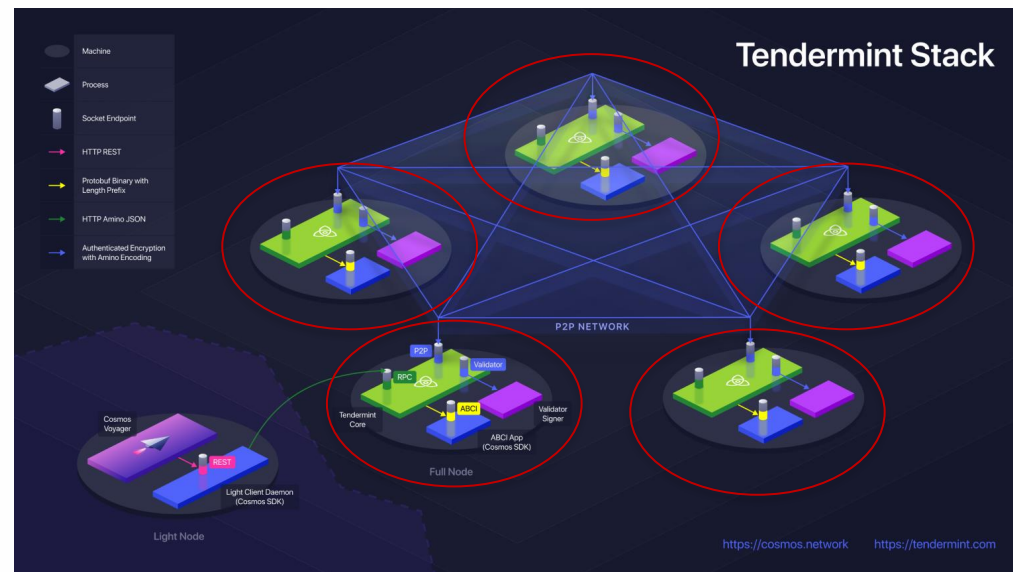 Tendermint Stack
Machine
Process
Socket Endpoint
HTTP REST
Protobuf Binary with
Length Prefix
HTTP Amino JSON
Authenticated Encryption
with Amino Encoding
P2P NETWORK
P2P
Validator
RPC
ABCI
Tendermint
Core
Validator
Signer
ABCI App
(Cosmos SDK)
Full Node
Cosmos
Voyager
REST
Light Client Daemon
(Cosmos SDK)
Light Node
https://cosmos.network
https://tendermint.com